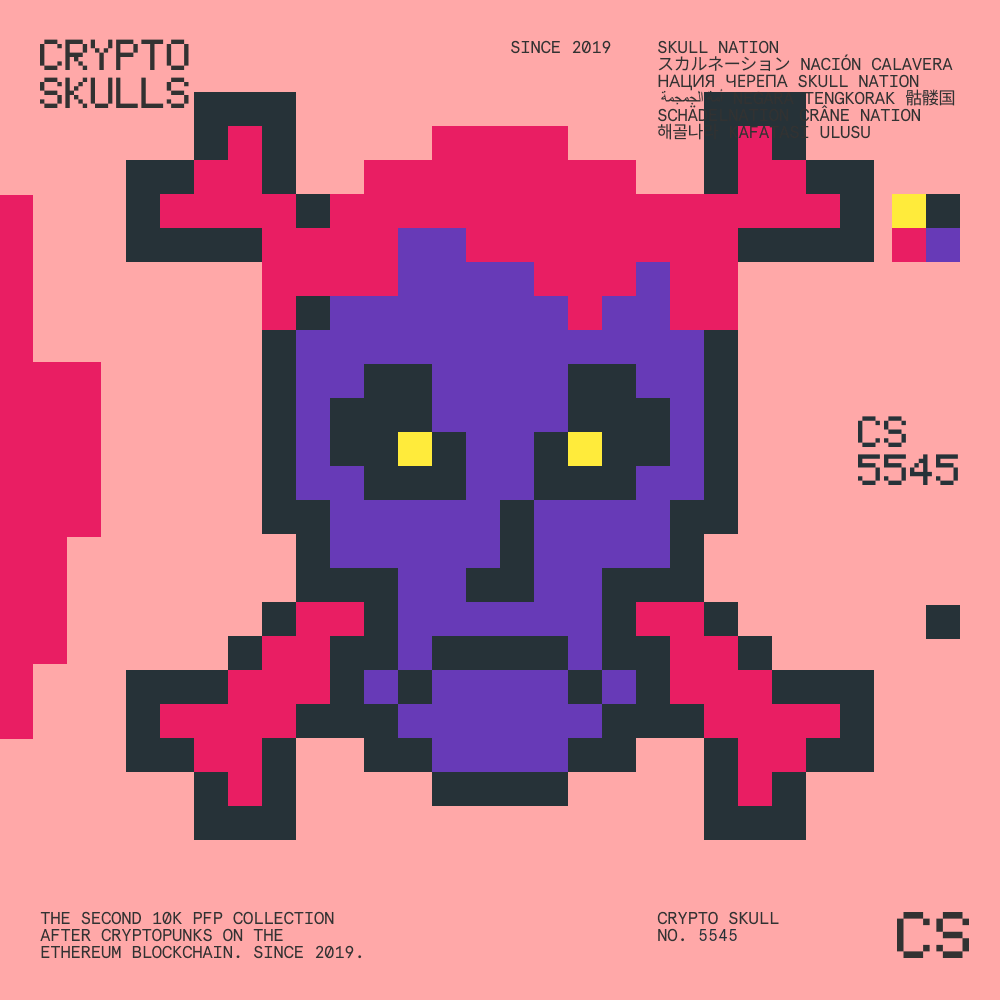 CRYPTO
SKULLS
SINCE 2019
SKULL NATION
スカルネーション NACIÓN CALAVERA
НАЦИЯ ЧЕРЕПА SKULL NATION
الجمجمة TENGKORAK 骷髅国
CRÂNE NATION
해골나 ULUSU
CS
5545
THE SECOND 10K PFP COLLECTION
AFTER CRYPTOPUNKS ON THE
ETHEREUM BLOCKCHAIN. SINCE 2019.
CRYPTO SKULL
NO. 5545
CS